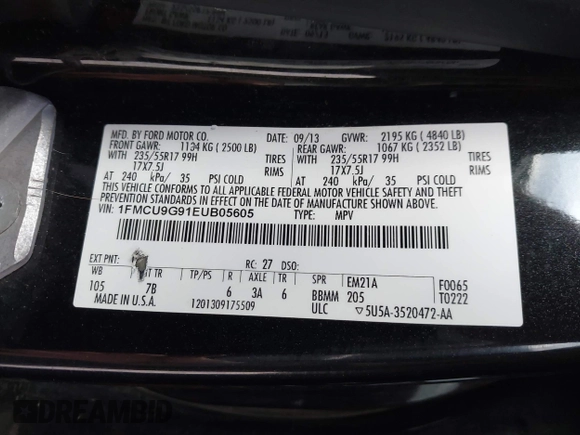 MFD. BY FORD MOTOR CO. 09/13 GVWR: 2195 KG ( 4840 LB)
FRONT GAWR: 1134 KG ( 2500 LB) REAR GAWR: 1067 KG ( 2352 LB)
WITH 235/55R17 99H TIRES WITH 235/55R17 99H TIRES
17X7.5J RIMS 17X7.5J RIMS
AT 240 kPa/ 35 PSI COLD AT 240 kPa/ 35 PSI COLD
THIS VEHICLE CONFORMS TO ALL APPLICABLE FEDERAL MOTOR VEHICLE SAFETY AND THEFT
PREVENTION STANDARDS IN EFFECT ON THE DATE OF MANUFACTURE SHOWN ABOVE.
VIN: 1FMCU9G91EUB05605 TYPE: MPV
EXT PNT: RC: 27 DSO:
WB TR TP/PS R AXLE TR SPR EM21A F0065
105 7B 6 3A 6 BBMM 205 T0222
MADE IN U.S.A. 1201309175509 ULC ▽5U5A-3520472-AA
DREAMBID